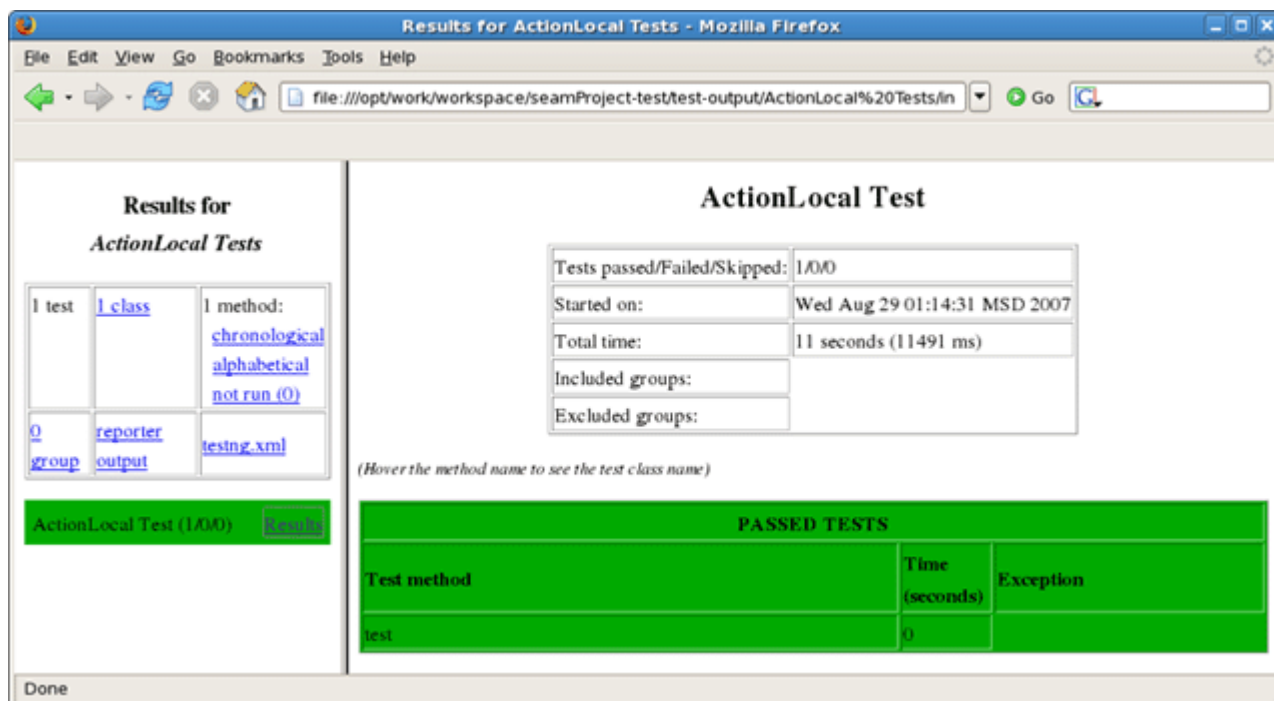 Results for ActionLocal Tests - Mozilla Firefox
File Edit View Go Bookmarks Tools Help
file:///opt/work/workspace/seamProject-test/test-output/ActionLocal%20Tests/in Go G
Results for
ActionLocal Tests
1 test 1 class 1 method:
chronological
alphabetical
not run (0)
0 group reporter output testng.xml
ActionLocal Test (1/0/0) Results
ActionLocal Test
Tests passed/Failed/Skipped: 1/0/0
Started on: Wed Aug 29 01:14:31 MSD 2007
Total time: 11 seconds (11491 ms)
Included groups:
Excluded groups:
(Hover the method name to see the test class name)
PASSED TESTS
Test method Time (seconds) Exception
test 0
Done